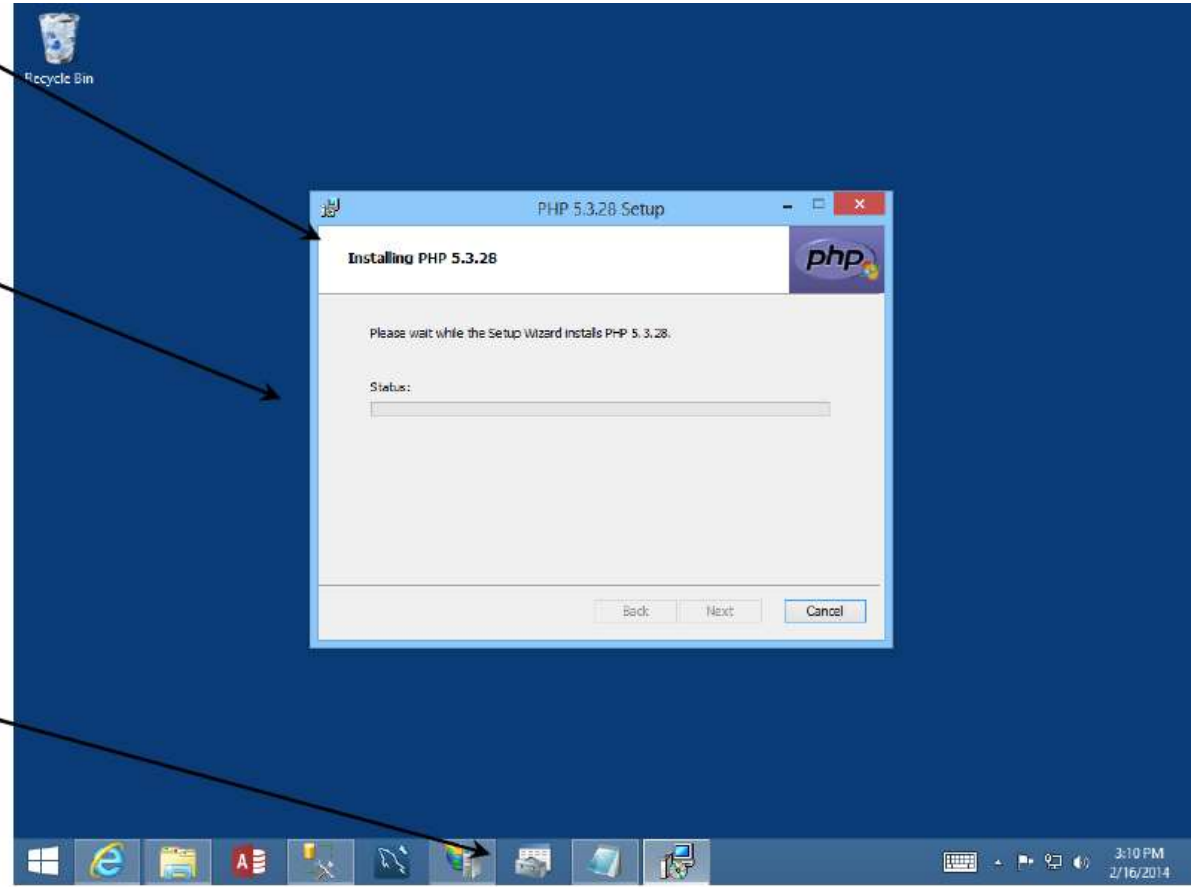 Recycle Bin
PHP 5.3.28 Setup
Installing PHP 5.3.28
php
Please wait while the Setup Wizard installs PHP 5.3.28.
Status:
Back Next Cancel
3:10 PM
2/16/2014